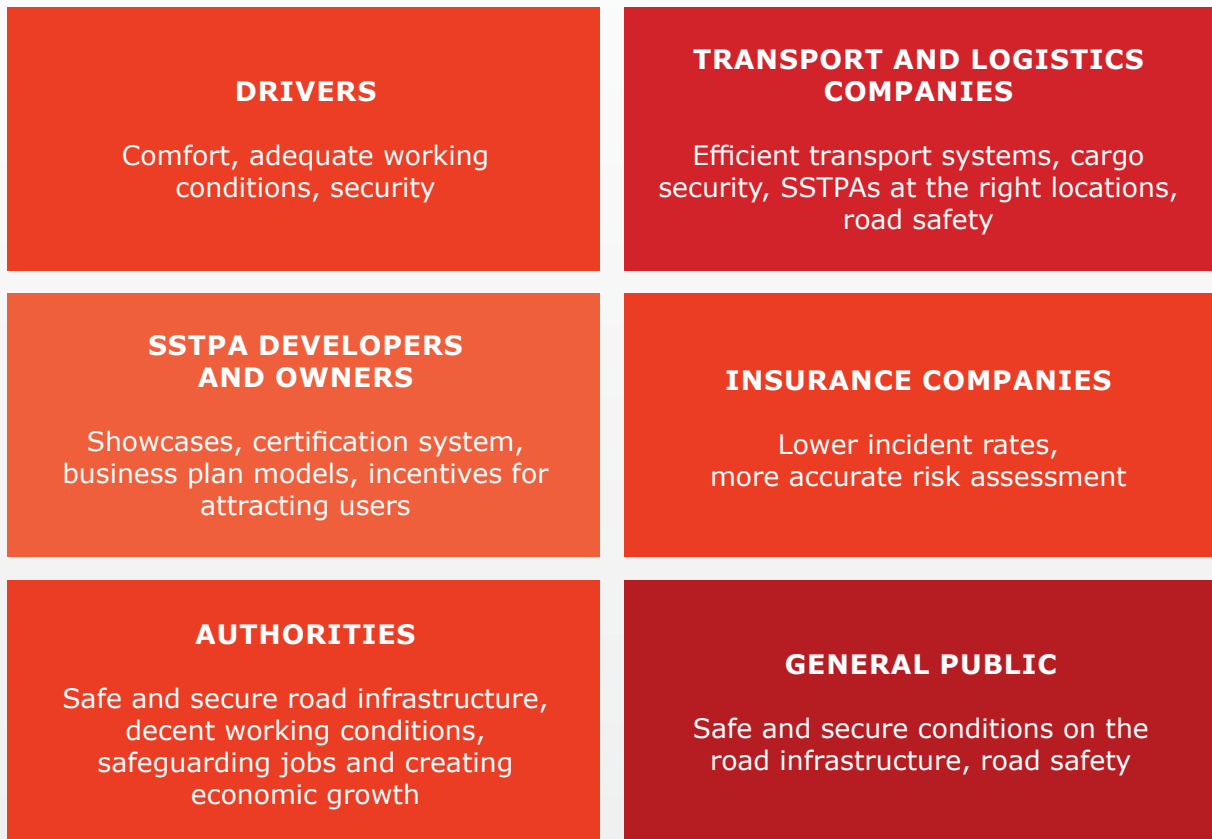 DRIVERS
Comfort, adequate working
conditions, security
TRANSPORT AND LOGISTICS
COMPANIES
Efficient transport systems, cargo
security, SSTPAs at the right locations,
road safety
SSTPA DEVELOPERS
AND OWNERS
Showcases, certification system,
business plan models, incentives for
attracting users
INSURANCE COMPANIES
Lower incident rates,
more accurate risk assessment
AUTHORITIES
Safe and secure road infrastructure,
decent working conditions,
safeguarding jobs and creating
economic growth
GENERAL PUBLIC
Safe and secure conditions on the
road infrastructure, road safety